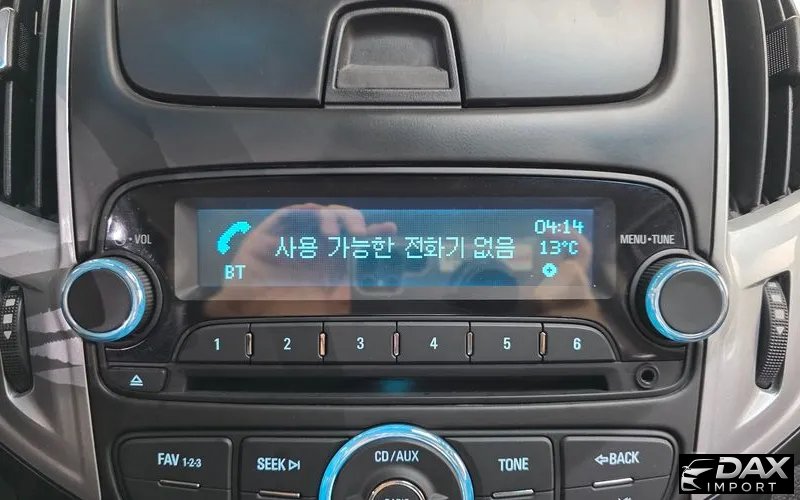 VOL
사용 가능한 전화기 없음
04:14
13°C
BT
MENU•TUNE
1 2 3 4 5 6
FAV 1-2-3
SEEK
CD/AUX
TONE
BACK
DAX
IMPORT